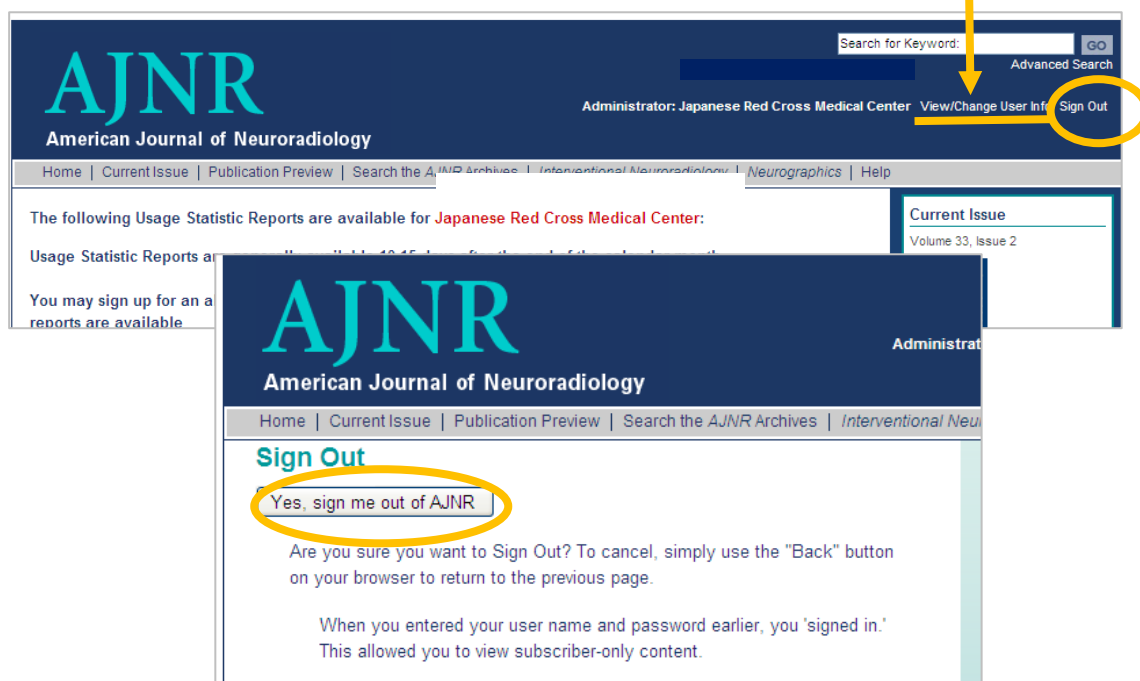 Search for Keyword: GO
Advanced Search
AJNR
Administrator: Japanese Red Cross Medical Center View/Change User Info Sign Out
American Journal of Neuroradiology
Home | Current Issue | Publication Preview | Search the AJNR Archives | Interventional Neuroradiology | Neurographics | Help
The following Usage Statistic Reports are available for Japanese Red Cross Medical Center:
Current Issue
Volume 33, Issue 2
Usage Statistic Reports
You may sign up for an a
reports are available
AJNR
Administrat
American Journal of Neuroradiology
Home | Current Issue | Publication Preview | Search the AJNR Archives | Interventional Neu
Sign Out
Yes, sign me out of AJNR
Are you sure you want to Sign Out? To cancel, simply use the "Back" button
on your browser to return to the previous page.
When you entered your user name and password earlier, you 'signed in.'
This allowed you to view subscriber-only content.